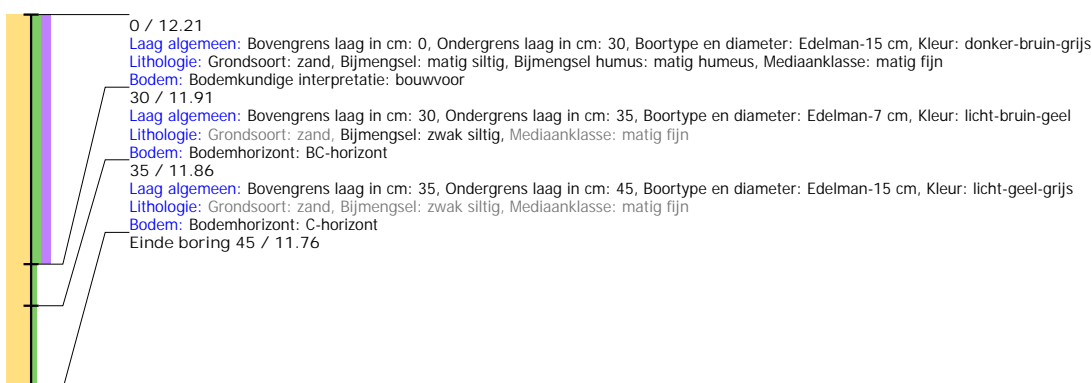 0 / 12.21
Laag algemeen: Bovengrens laag in cm: 0, Ondergrens laag in cm: 30, Boortype en diameter: Edelman-15 cm, Kleur: donker-bruin-grijs
Lithologie: Grondsoort: zand, Bijmengsel: matig siltig, Bijmengsel humus: matig humeus, Mediaanklasse: matig fijn
Bodem: Bodemkundige interpretatie: bouwvoor
30 / 11.91
Laag algemeen: Bovengrens laag in cm: 30, Ondergrens laag in cm: 35, Boortype en diameter: Edelman-7 cm, Kleur: licht-bruin-geel
Lithologie: Grondsoort: zand, Bijmengsel: zwak siltig, Mediaanklasse: matig fijn
Bodem: Bodemhorizont: BC-horizont
35 / 11.86
Laag algemeen: Bovengrens laag in cm: 35, Ondergrens laag in cm: 45, Boortype en diameter: Edelman-15 cm, Kleur: licht-geel-grijs
Lithologie: Grondsoort: zand, Bijmengsel: zwak siltig, Mediaanklasse: matig fijn
Bodem: Bodemhorizont: C-horizont
Einde boring 45 / 11.76